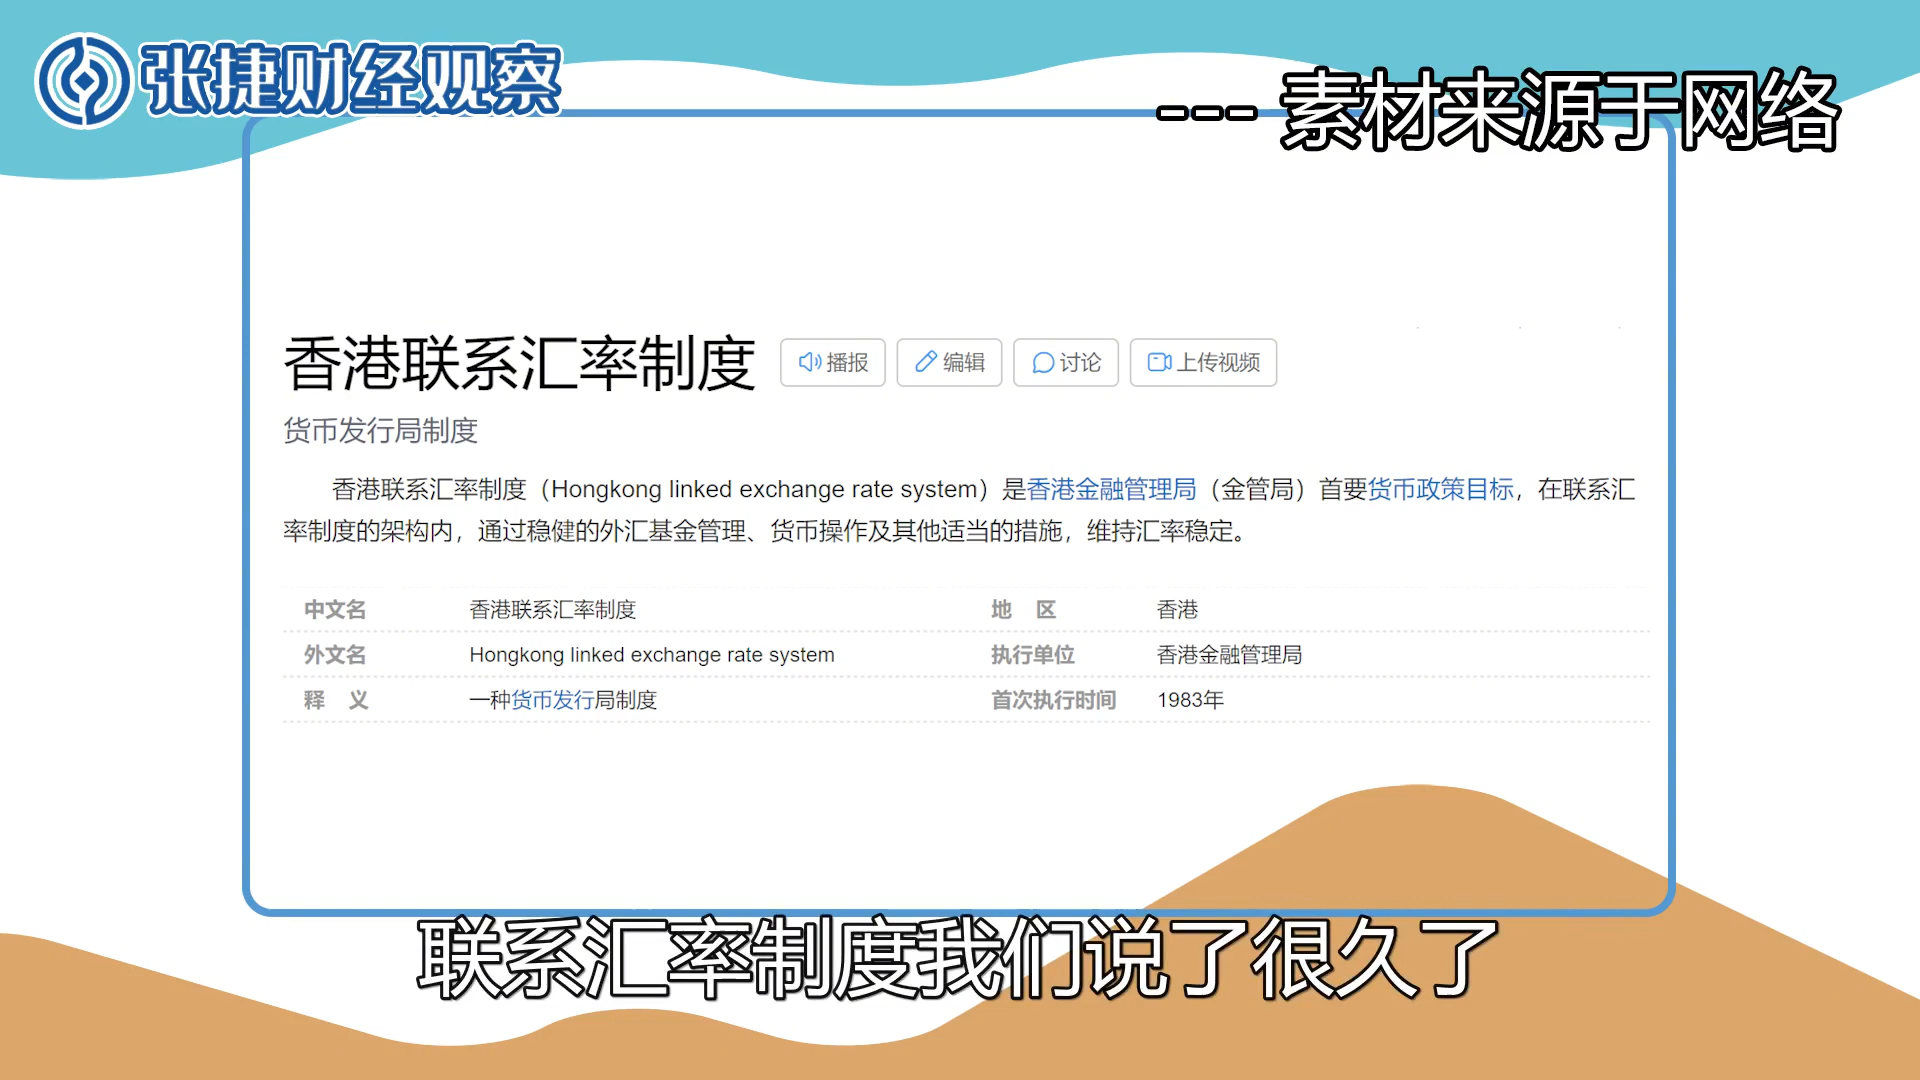 张捷财经观察
--- 素材来源于网络
香港联系汇率制度 播报 编辑 讨论 上传视频
货币发行局制度
香港联系汇率制度（Hongkong linked exchange rate system）是香港金融管理局（金管局）首要货币政策目标，在联系汇
率制度的架构内，通过稳健的外汇基金管理、货币操作及其他适当的措施，维持汇率稳定。
中文名 香港联系汇率制度 地 区 香港
外文名 Hongkong linked exchange rate system 执行单位 香港金融管理局
释 义 一种货币发行局制度 首次执行时间 1983年
联系汇率制度我们说了很久了